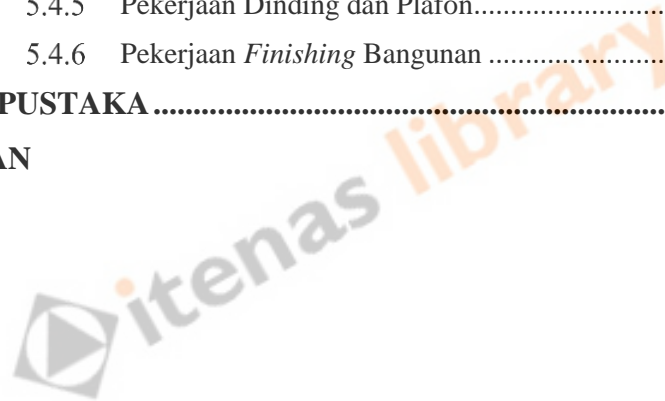 5.4.5 Pekerjaan Dinding dan Plafon.......................
5.4.6 Pekerjaan Finishing Bangunan .......................
PUSTAKA.................................................................
AN
itenas library